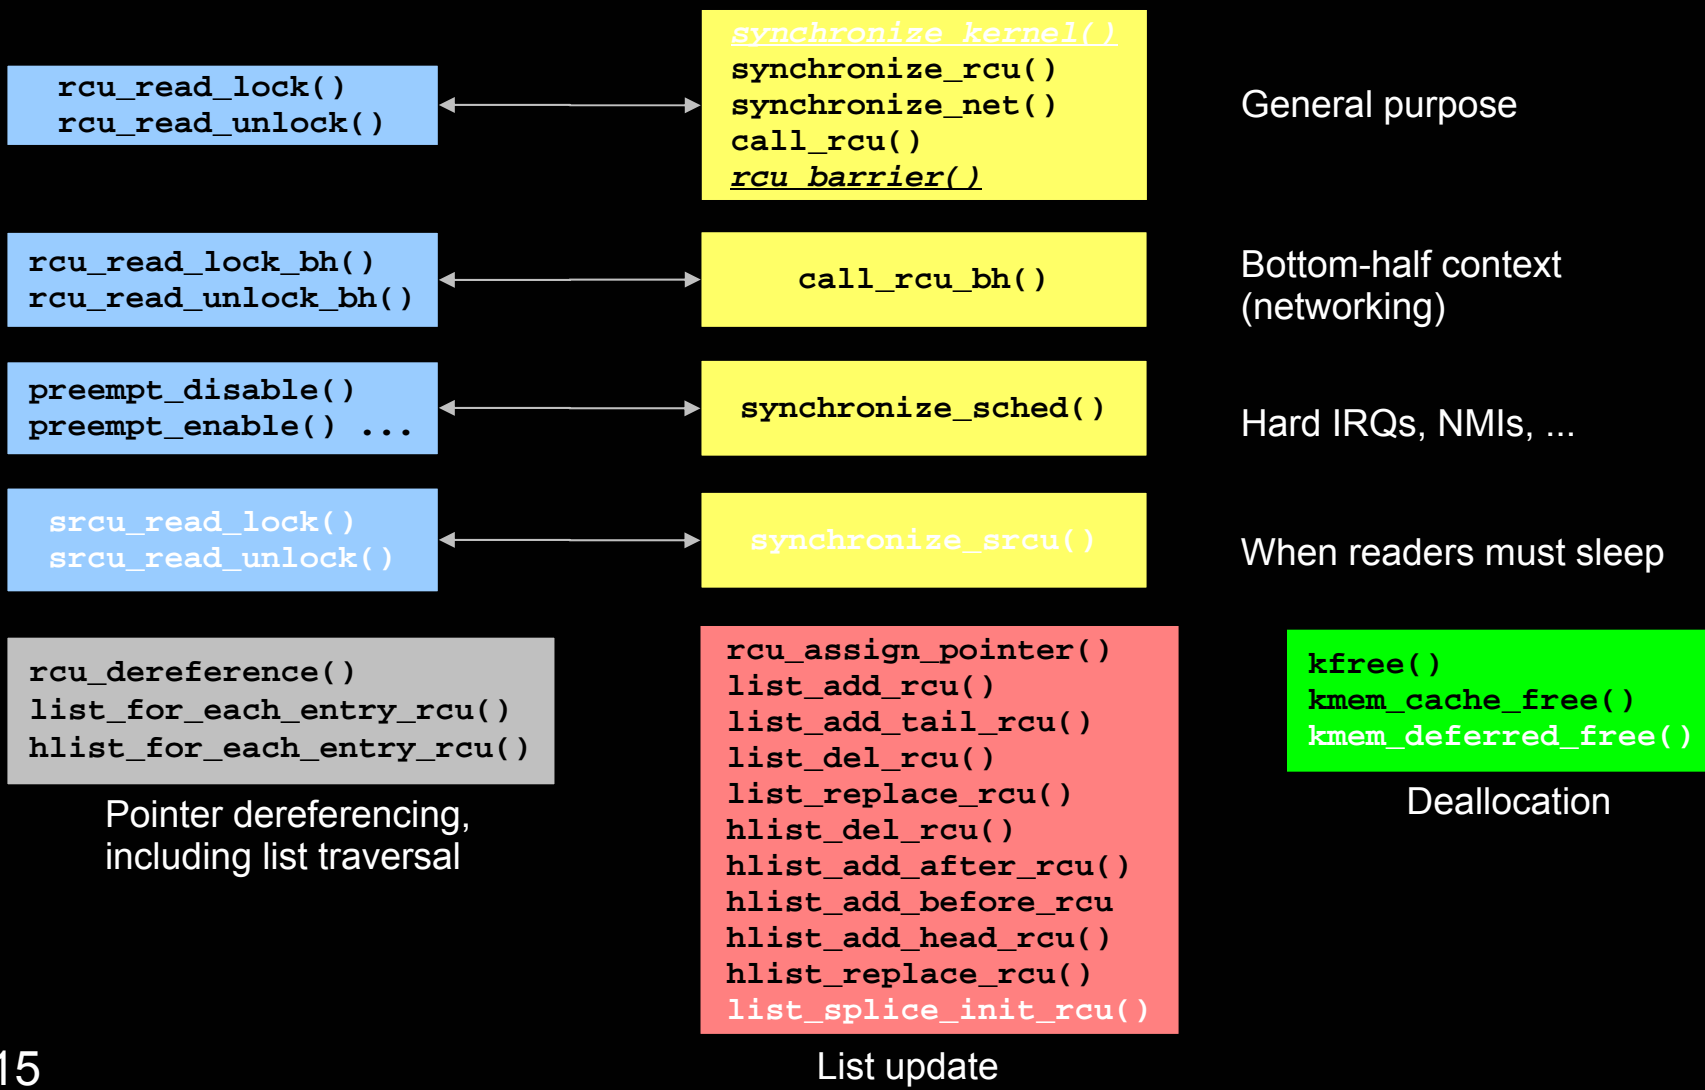 rcu_read_lock()
rcu_read_unlock()
synchronize_kernel()
synchronize_rcu()
synchronize_net()
call_rcu()
rcu_barrier()
General purpose
rcu_read_lock_bh()
rcu_read_unlock_bh()
call_rcu_bh()
Bottom-half context
(networking)
preempt_disable()
preempt_enable() ...
synchronize_sched()
Hard IRQs, NMIs, ...
srcu_read_lock()
srcu_read_unlock()
synchronize_srcu()
When readers must sleep
rcu_dereference()
list_for_each_entry_rcu()
hlist_for_each_entry_rcu()
Pointer dereferencing,
including list traversal
rcu_assign_pointer()
list_add_rcu()
list_add_tail_rcu()
list_del_rcu()
list_replace_rcu()
hlist_del_rcu()
hlist_add_after_rcu()
hlist_add_before_rcu
hlist_add_head_rcu()
hlist_replace_rcu()
list_splice_init_rcu()
List update
kfree()
kmem_cache_free()
kmem_deferred_free()
Deallocation
15